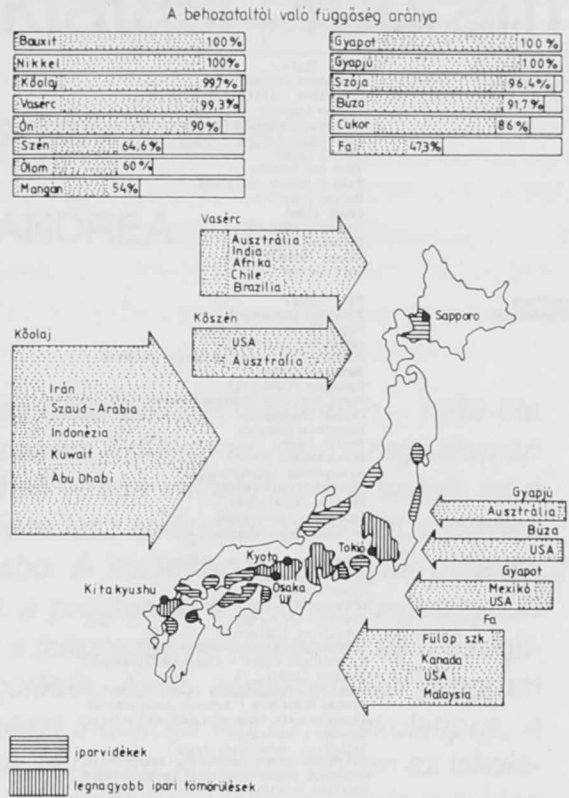 A behozataltól való függőség aránya
Bauxit 100%
Nikkel 100%
Kőolaj 99,7%
Vasérc 99,3%
Ón 90%
Szén 64,6%
Ólom 60%
Mangán 54%
Gyapot 100%
Gyapjú 100%
Szója 96,4%
Búza 91,7%
Cukor 86%
Fa 47,3%
Vasérc
Ausztrália
India
Afrika
Chile
Brazília
Kőszén
USA
Ausztrália
Kőolaj
Irán
Szaud-Arábia
Indonézia
Kuwait
Abu Dhabi
Sapporo
Kyoto
Tokió
Osaka
Kitakyushu
Gyapjú
Ausztrália
Búza
USA
Gyapot
Mexikó
USA
Fa
Fülöp szk.
Kanada
USA
Malaysia
iparvidékek
legnagyobb ipari tömörülések
ANDREA